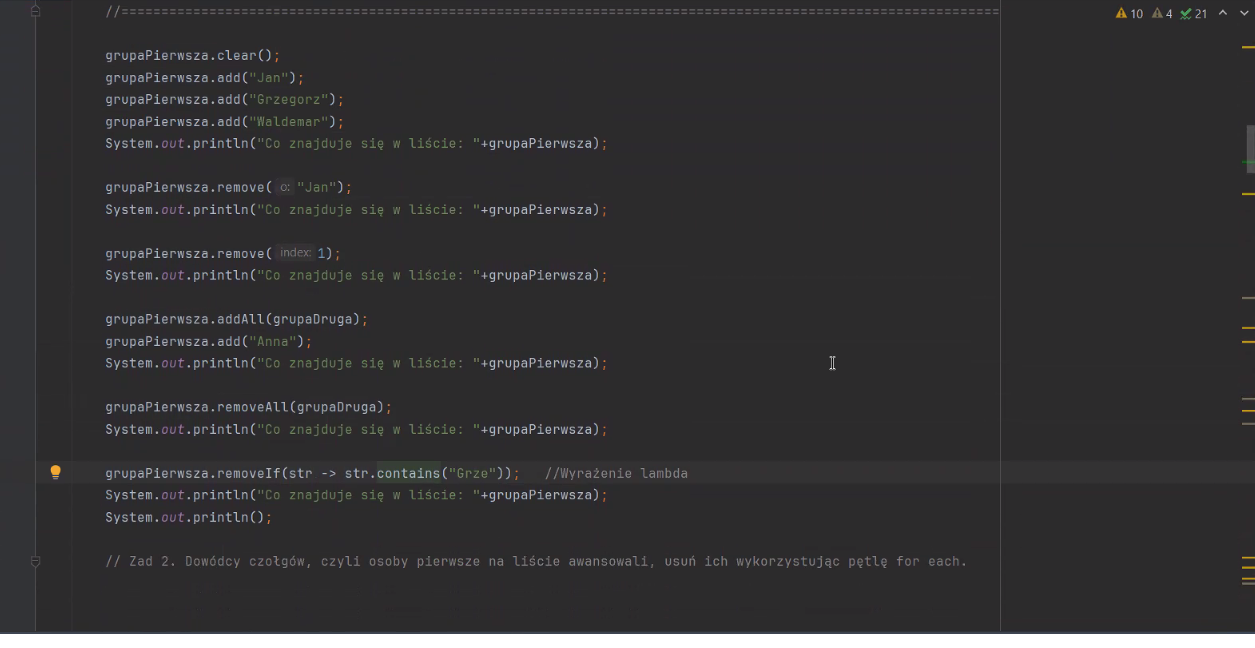 //==============================================================================================================
10 4 21
grupaPierwsza.clear();
grupaPierwsza.add("Jan");
grupaPierwsza.add("Grzegorz");
grupaPierwsza.add("Waldemar");
System.out.println("Co znajduje się w liście: "+grupaPierwsza);
grupaPierwsza.remove( o: "Jan");
System.out.println("Co znajduje się w liście: "+grupaPierwsza);
grupaPierwsza.remove( index: 1);
System.out.println("Co znajduje się w liście: "+grupaPierwsza);
grupaPierwsza.addAll(grupaDruga);
grupaPierwsza.add("Anna");
System.out.println("Co znajduje się w liście: "+grupaPierwsza);
grupaPierwsza.removeAll(grupaDruga);
System.out.println("Co znajduje się w liście: "+grupaPierwsza);
grupaPierwsza.removeIf(str -> str.contains("Grze")); //Wyrażenie lambda
System.out.println("Co znajduje się w liście: "+grupaPierwsza);
System.out.println();
// Zad 2. Dowódcy czołgów, czyli osoby pierwsze na liście awansowali, usuń ich wykorzystując pętlę for each.